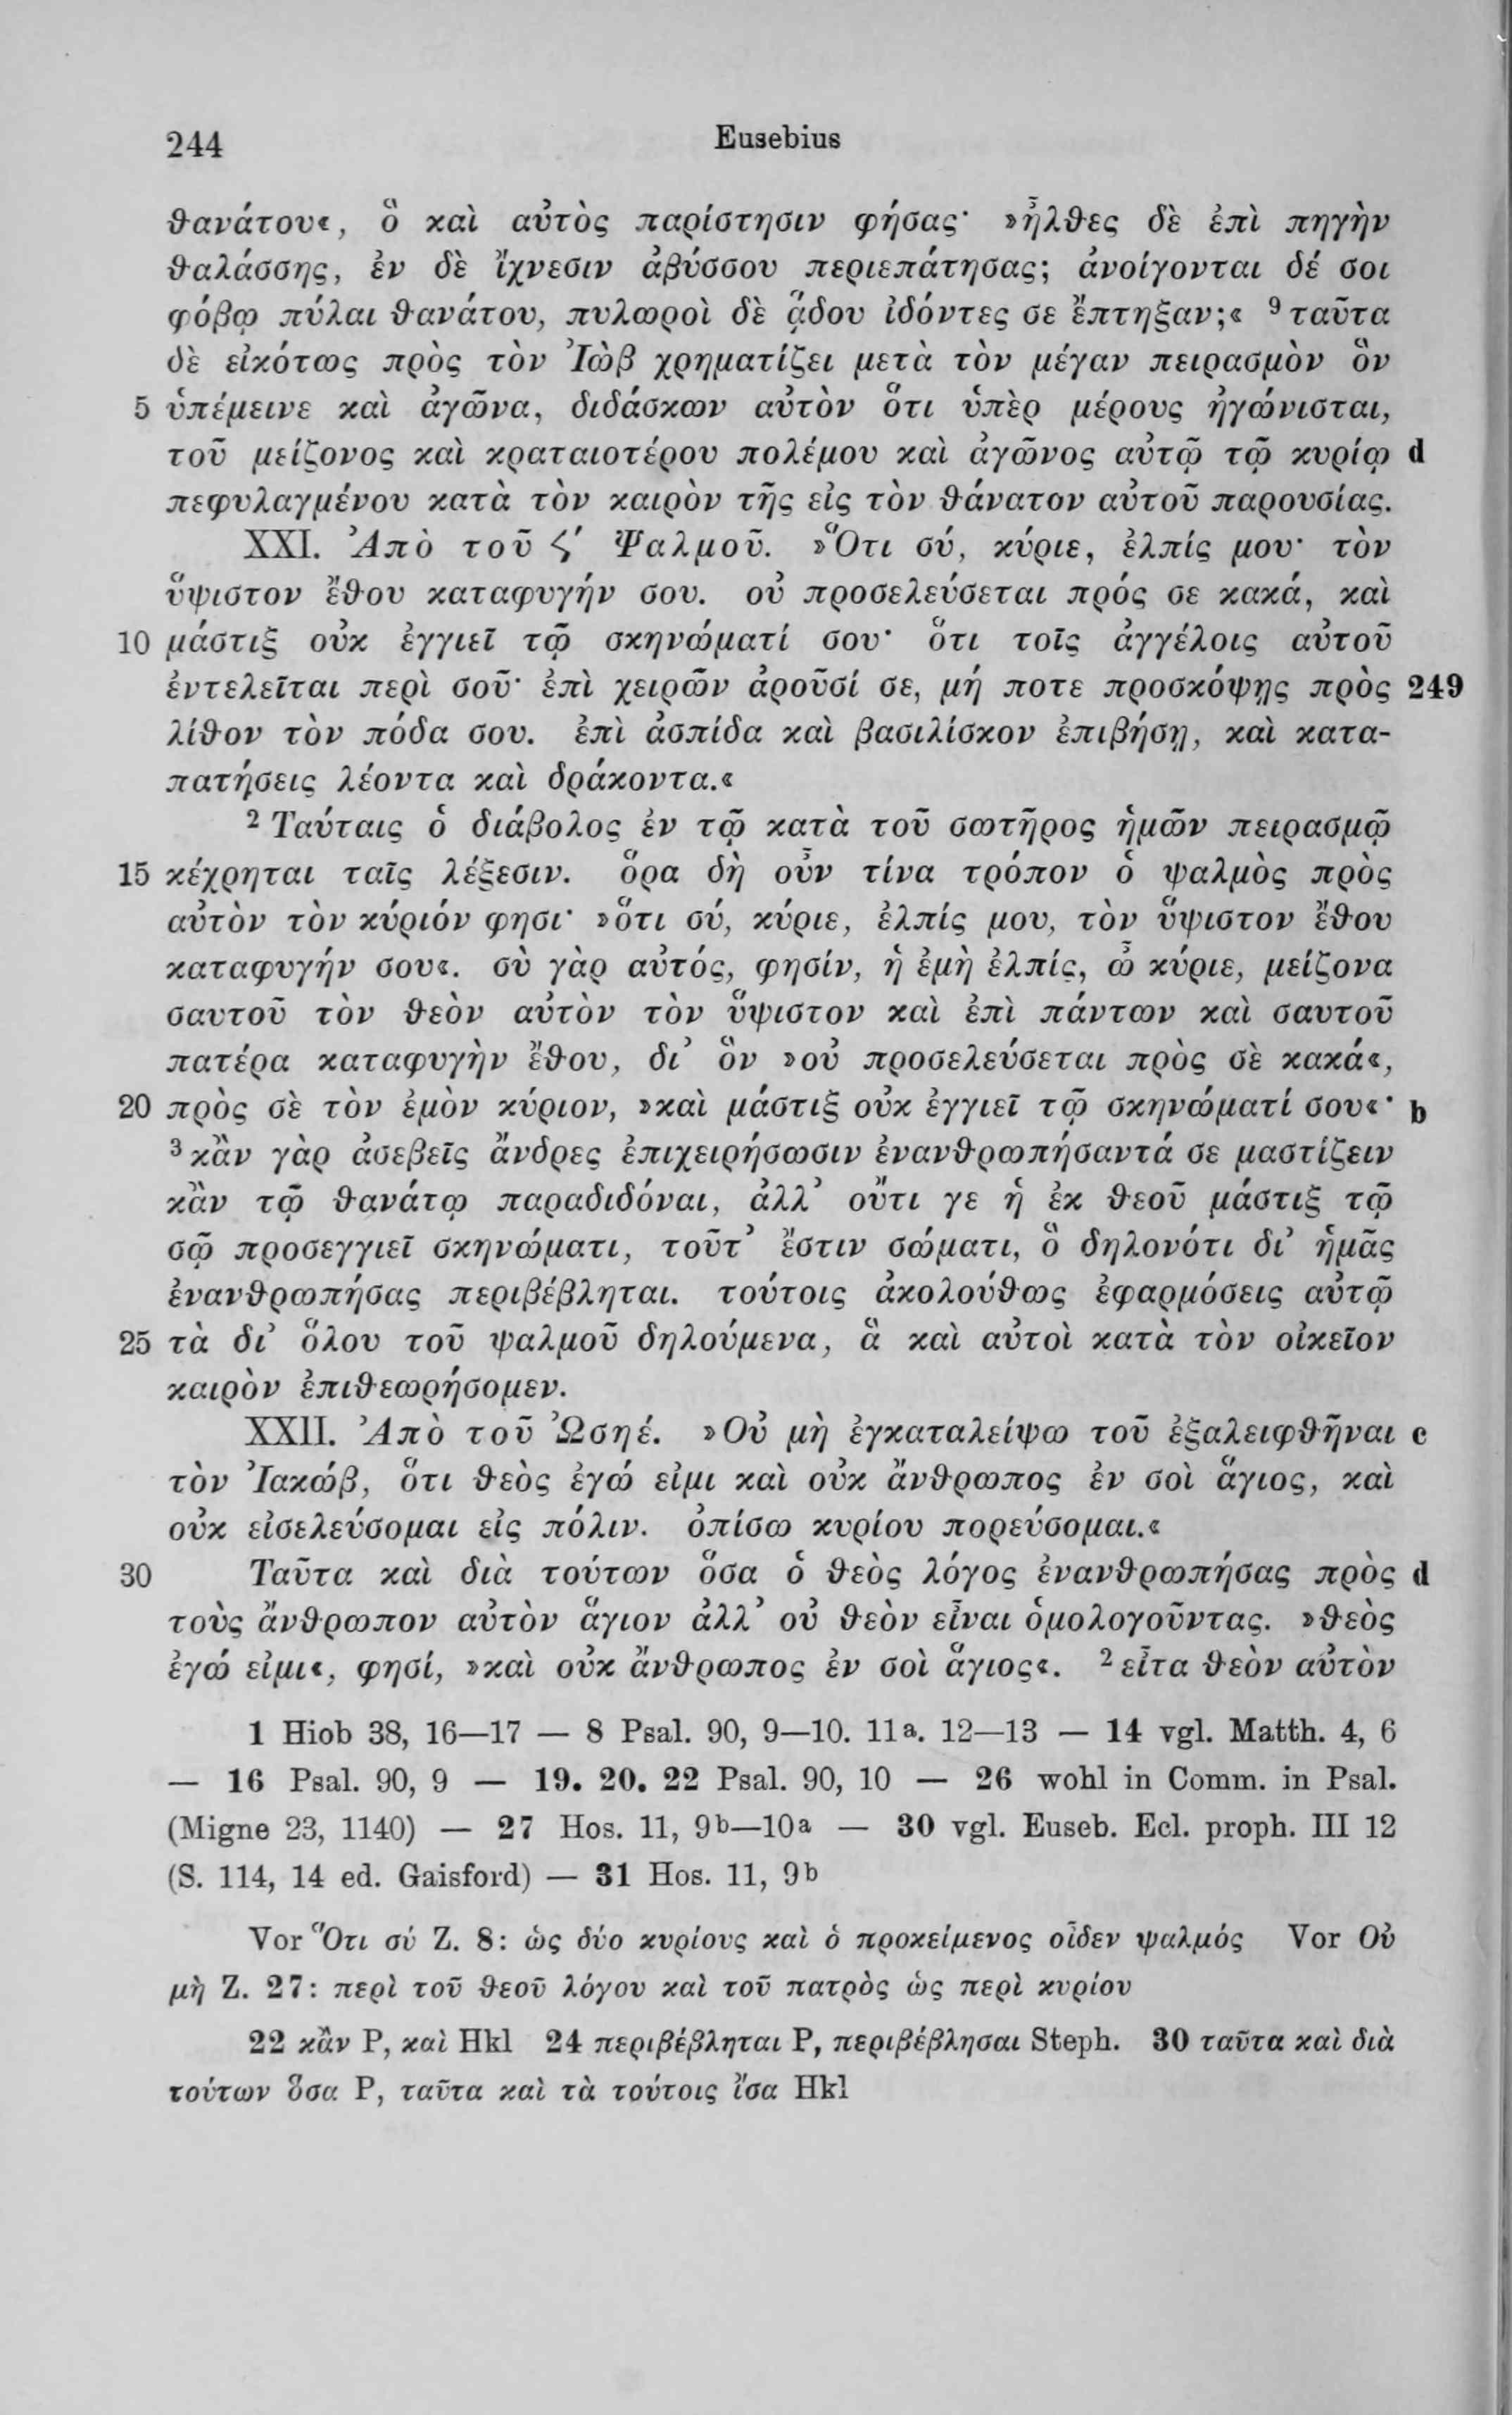 244 Eusebius
θανάτου«, ὃ καὶ αὐτὸς παρίστησιν φήσας· »ἦλθες δὲ ἐπὶ πηγὴν
θαλάσσης, ἐν δὲ ἴχνεσιν ἀβύσσου περιεπάτησας; ἀνοίγονται δέ σοι
φόβῳ πύλαι θανάτου, πυλωροὶ δὲ ᾅδου ἰδόντες σε ἔπτηξαν;« ⁹ ταῦτα
δὲ εἰκότως πρὸς τὸν Ἰὼβ χρηματίζει μετὰ τὸν μέγαν πειρασμὸν ὃν
5 ὑπέμεινε καὶ ἀγῶνα, διδάσκων αὐτὸν ὅτι ὑπὲρ μέρους ἠγώνισται,
τοῦ μείζονος καὶ κραταιοτέρου πολέμου καὶ ἀγῶνος αὐτῷ τῷ κυρίῳ d
πεφυλαγμένου κατὰ τὸν καιρὸν τῆς εἰς τὸν θάνατον αὐτοῦ παρουσίας.
XXI. Ἀπὸ τοῦ ϟʹ Ψαλμοῦ. »Ὅτι σύ, κύριε, ἐλπίς μου· τὸν
ὕψιστον ἔθου καταφυγήν σου. οὐ προσελεύσεται πρός σε κακά, καὶ
10 μάστιξ οὐκ ἐγγιεῖ τῷ σκηνώματί σου· ὅτι τοῖς ἀγγέλοις αὐτοῦ
ἐντελεῖται περὶ σοῦ· ἐπὶ χειρῶν ἀροῦσί σε, μή ποτε προσκόψῃς πρὸς 249
λίθον τὸν πόδα σου. ἐπὶ ἀσπίδα καὶ βασιλίσκον ἐπιβήσῃ, καὶ κατα-
πατήσεις λέοντα καὶ δράκοντα.«
² Ταύταις ὁ διάβολος ἐν τῷ κατὰ τοῦ σωτῆρος ἡμῶν πειρασμῷ
15 κέχρηται ταῖς λέξεσιν. ὅρα δὴ οὖν τίνα τρόπον ὁ ψαλμὸς πρὸς
αὐτὸν τὸν κύριόν φησι· »ὅτι σύ, κύριε, ἐλπίς μου, τὸν ὕψιστον ἔθου
καταφυγήν σου«. σὺ γὰρ αὐτός, φησίν, ἡ ἐμὴ ἐλπίς, ὦ κύριε, μείζονα
σαυτοῦ τὸν θεὸν αὐτὸν τὸν ὕψιστον καὶ ἐπὶ πάντων καὶ σαυτοῦ
πατέρα καταφυγὴν ἔθου, δι᾽ ὃν »οὐ προσελεύσεται πρὸς σὲ κακά«,
20 πρὸς σὲ τὸν ἐμὸν κύριον, »καὶ μάστιξ οὐκ ἐγγιεῖ τῷ σκηνώματί σου«· b
³ κἂν γὰρ ἀσεβεῖς ἄνδρες ἐπιχειρήσωσιν ἐνανθρωπήσαντά σε μαστίζειν
κἂν τῷ θανάτῳ παραδιδόναι, ἀλλ᾽ οὔτι γε ἡ ἐκ θεοῦ μάστιξ τῷ
σῷ προσεγγιεῖ σκηνώματι, τοῦτ᾽ ἔστιν σώματι, ὃ δηλονότι δι᾽ ἡμᾶς
ἐνανθρωπήσας περιβέβληται. τούτοις ἀκολούθως ἐφαρμόσεις αὐτῷ
25 τὰ δι᾽ ὅλου τοῦ ψαλμοῦ δηλούμενα, ἃ καὶ αὐτοὶ κατὰ τὸν οἰκεῖον
καιρὸν ἐπιθεωρήσομεν.
XXII. Ἀπὸ τοῦ Ὠσηέ. »Οὐ μὴ ἐγκαταλείψω τοῦ ἐξαλειφθῆναι c
τὸν Ἰακώβ, ὅτι θεὸς ἐγώ εἰμι καὶ οὐκ ἄνθρωπος ἐν σοὶ ἅγιος, καὶ
οὐκ εἰσελεύσομαι εἰς πόλιν. ὀπίσω κυρίου πορεύσομαι.«
30 Ταῦτα καὶ διὰ τούτων ὅσα ὁ θεὸς λόγος ἐνανθρωπήσας πρὸς d
τοὺς ἄνθρωπον αὐτὸν ἅγιον ἀλλ᾽ οὐ θεὸν εἶναι ὁμολογοῦντας. »θεὸς
ἐγώ εἰμι«, φησί, »καὶ οὐκ ἄνθρωπος ἐν σοὶ ἅγιος«. ² εἶτα θεὸν αὐτὸν
1 Hiob 38, 16—17 — 8 Psal. 90, 9—10. 11a. 12—13 — 14 vgl. Matth. 4, 6
— 16 Psal. 90, 9 — 19. 20. 22 Psal. 90, 10 — 26 wohl in Comm. in Psal.
(Migne 23, 1140) — 27 Hos. 11, 9b—10a — 30 vgl. Euseb. Ecl. proph. III 12
(S. 114, 14 ed. Gaisford) — 31 Hos. 11, 9b
Vor Ὅτι σύ Z. 8: ὡς δύο κυρίους καὶ ὁ προκείμενος οἶδεν ψαλμός Vor Οὐ
μὴ Z. 27: περὶ τοῦ θεοῦ λόγου καὶ τοῦ πατρὸς ὡς περὶ κυρίου
22 κἂν P, καὶ Hkl 24 περιβέβληται P, περιβέβλησαι Steph. 30 ταῦτα καὶ διὰ
τούτων ὅσα P, ταῦτα καὶ τὰ τούτοις ἴσα Hkl